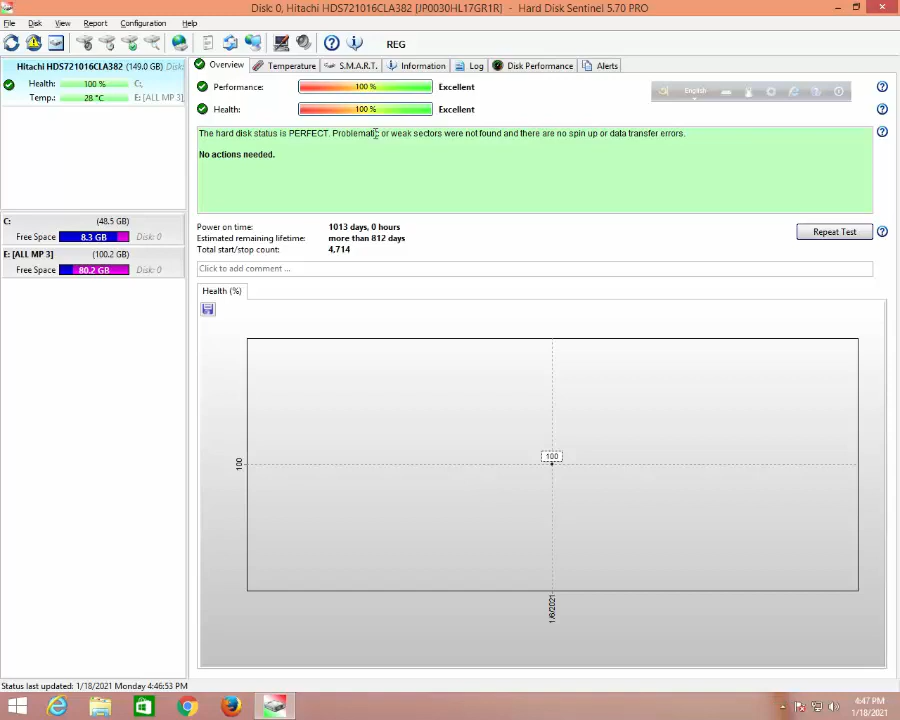 Disk: 0, Hitachi HDS721016CLA382 [JP0030HL17GR1R] - Hard Disk Sentinel 5.70 PRO
File Disk View Report Configuration Help
REG
Hitachi HDS721016CLA382 (149.0 GB) Disk:
Health: 100 % C:,
Temp.: 28 °C E: [ALL MP 3]
C: (48.5 GB)
Free Space 8.3 GB Disk: 0
E: [ALL MP 3] (100.2 GB)
Free Space 80.2 GB Disk: 0
Overview Temperature S.M.A.R.T. Information Log Disk Performance Alerts
Performance: 100 % Excellent
English
Health: 100 % Excellent
The hard disk status is PERFECT. Problematic or weak sectors were not found and there are no spin up or data transfer errors.
No actions needed.
Power on time: 1013 days, 0 hours
Estimated remaining lifetime: more than 812 days
Total start/stop count: 4,714
Repeat Test
Click to add comment ...
Health (%)
100
100
1/6/2021
Status last updated: 1/18/2021 Monday 4:46:53 PM
4:47 PM
1/18/2021